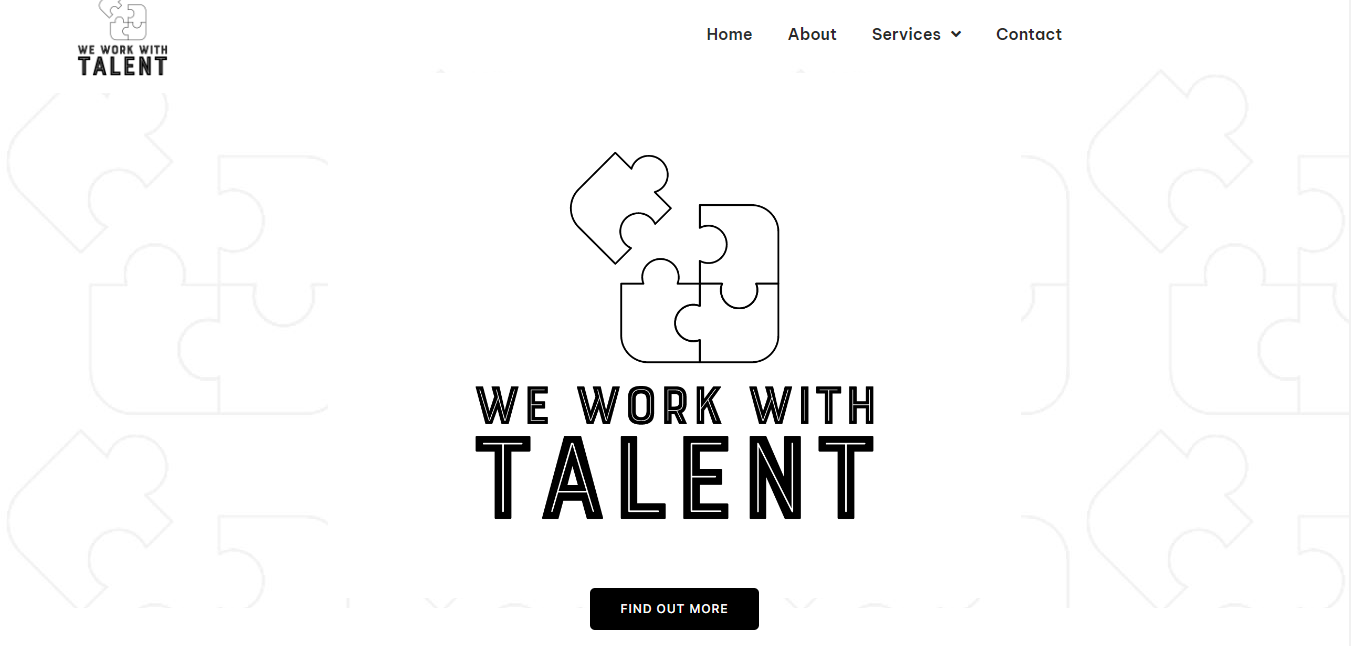 WE WORK WITH
TALENT
Home About Services Contact
WE WORK WITH
TALENT
FIND OUT MORE